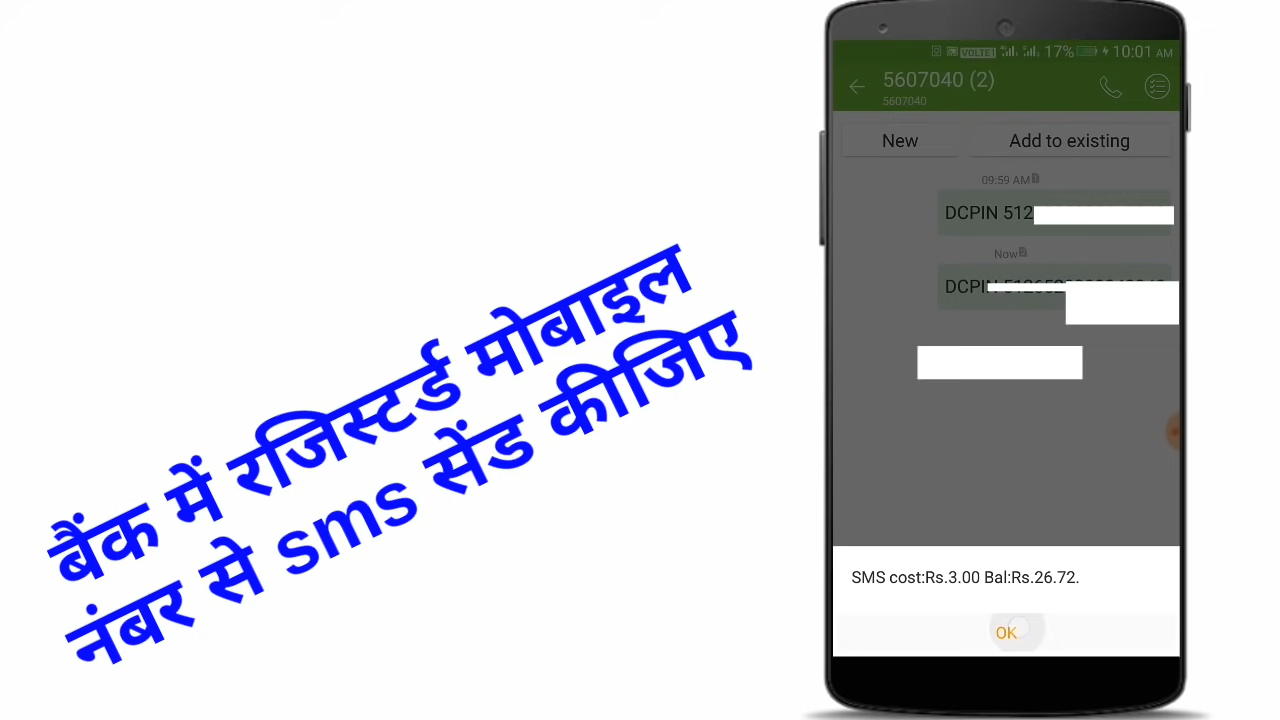 बैंक में रजिस्टर्ड मोबाइल
नंबर से sms सेंड कीजिए
VOLTE 17% 10:01 AM
5607040 (2)
5607040
New Add to existing
09:59 AM
DCPIN 512
Now
DCPIN
SMS cost:Rs.3.00 Bal:Rs.26.72.
OK